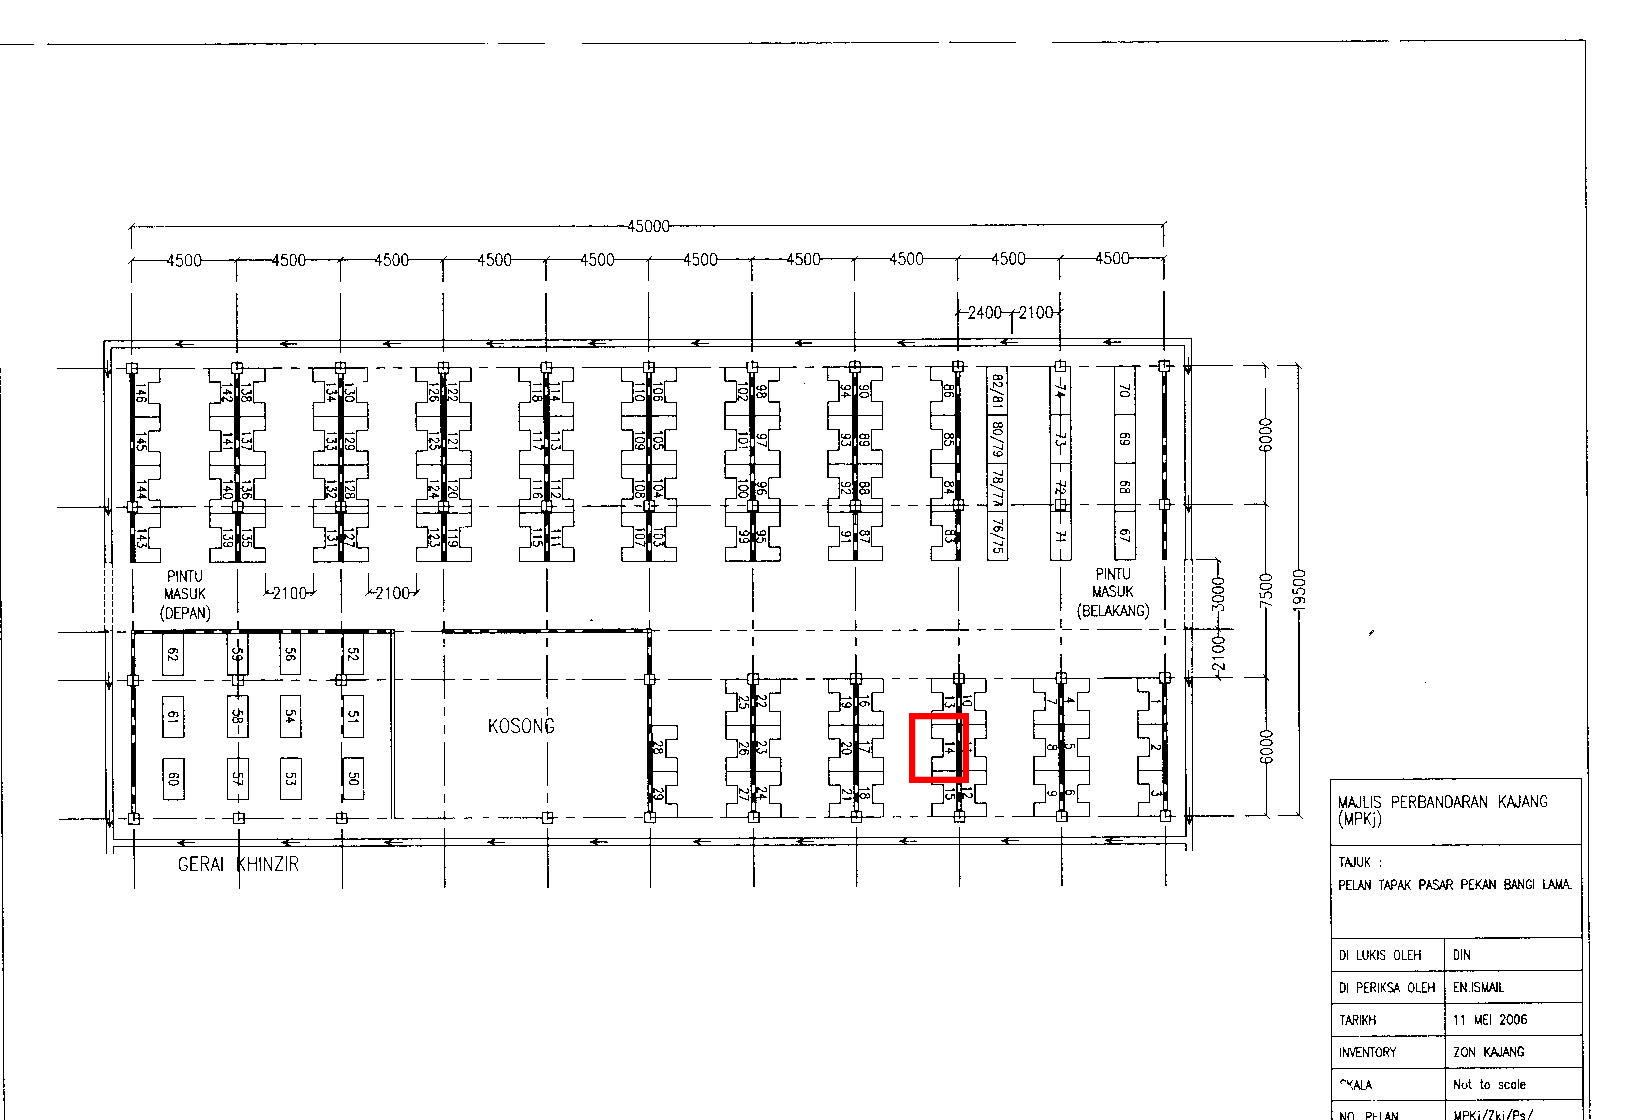 45000
4500 4500 4500 4500 4500 4500 4500 4500 4500 4500
2400 2100
146 142 138 134 130 126 122 118 114 110 106 102 98 94 90 86 82/81 74 70
145 141 137 133 129 125 121 117 113 109 105 101 97 93 89 85 80/79 73 69
144 140 136 132 128 124 120 116 112 108 104 100 96 92 88 84 78/77 72 68
143 139 135 131 127 123 119 115 111 107 103 99 95 91 87 83 76/75 71 67
6000
7500
19500
3000
2100
6000
PINTU
MASUK
(DEPAN)
2100 2100
PINTU
MASUK
(BELAKANG)
62 59 56 52
61 58 54 51
60 57 53 50
KOSONG
25 22 19 16 13 10 7 4 1
28 26 23 20 17 14 11 8 5 2
29 27 24 21 18 15 12 9 6 3
GERAI KHINZIR
MAJLIS PERBANDARAN KAJANG
(MPKj)
TAJUK :
PELAN TAPAK PASAR PEKAN BANGI LAMA.
DI LUKIS OLEH DIN
DI PERIKSA OLEH EN.ISMAIL
TARIKH 11 MEI 2006
INVENTORY ZON KAJANG
SKALA Not to scale
NO. PELAN MPKj/Zkj/Ps/